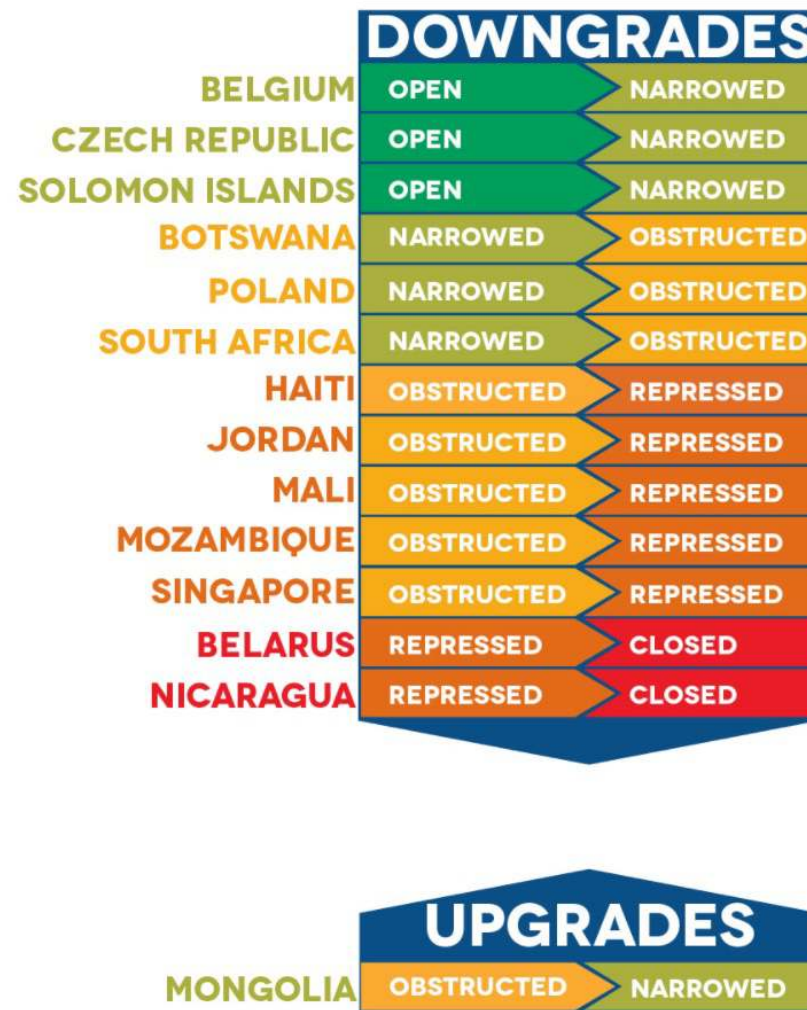 DOWNGRADES
BELGIUM OPEN NARROWED
CZECH REPUBLIC OPEN NARROWED
SOLOMON ISLANDS OPEN NARROWED
BOTSWANA NARROWED OBSTRUCTED
POLAND NARROWED OBSTRUCTED
SOUTH AFRICA NARROWED OBSTRUCTED
HAITI OBSTRUCTED REPRESSED
JORDAN OBSTRUCTED REPRESSED
MALI OBSTRUCTED REPRESSED
MOZAMBIQUE OBSTRUCTED REPRESSED
SINGAPORE OBSTRUCTED REPRESSED
BELARUS REPRESSED CLOSED
NICARAGUA REPRESSED CLOSED
UPGRADES
MONGOLIA OBSTRUCTED NARROWED